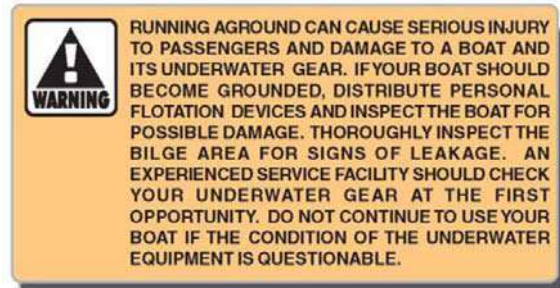 WARNING
RUNNING AGROUND CAN CAUSE SERIOUS INJURY
TO PASSENGERS AND DAMAGE TO A BOAT AND
ITS UNDERWATER GEAR. IF YOUR BOAT SHOULD
BECOME GROUNDED, DISTRIBUTE PERSONAL
FLOTATION DEVICES AND INSPECT THE BOAT FOR
POSSIBLE DAMAGE. THOROUGHLY INSPECT THE
BILGE AREA FOR SIGNS OF LEAKAGE. AN
EXPERIENCED SERVICE FACILITY SHOULD CHECK
YOUR UNDERWATER GEAR AT THE FIRST
OPPORTUNITY. DO NOT CONTINUE TO USE YOUR
BOAT IF THE CONDITION OF THE UNDERWATER
EQUIPMENT IS QUESTIONABLE.